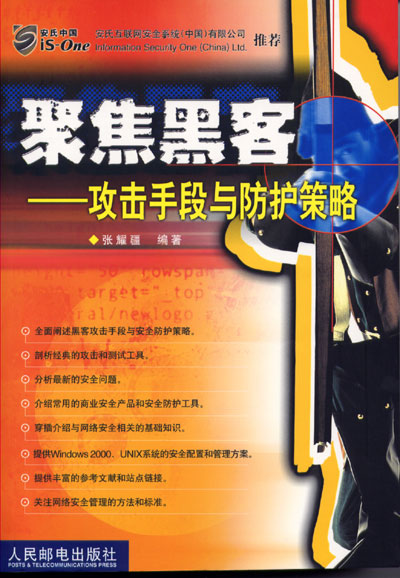 安氏中国
iS-One
安氏互联网安全系统(中国)有限公司
Information Security One (China) Ltd.
推荐
聚焦黑客
——攻击手段与防护策略
◆张耀疆 编著
height="50" rowspan
target="_top
ral/newlogo.g
全面阐述黑客攻击手段与安全防护策略。
剖析经典的攻击和测试工具。
分析最新的安全问题。
介绍常用的商业安全产品和安全防护工具。
穿插介绍与网络安全相关的基础知识。
提供Windows 2000、UNIX系统的安全配置和管理方案。
提供丰富的参考文献和站点链接。
关注网络安全管理的方法和标准。
人民邮电出版社
POSTS & TELECOMMUNICATIONS PRESS